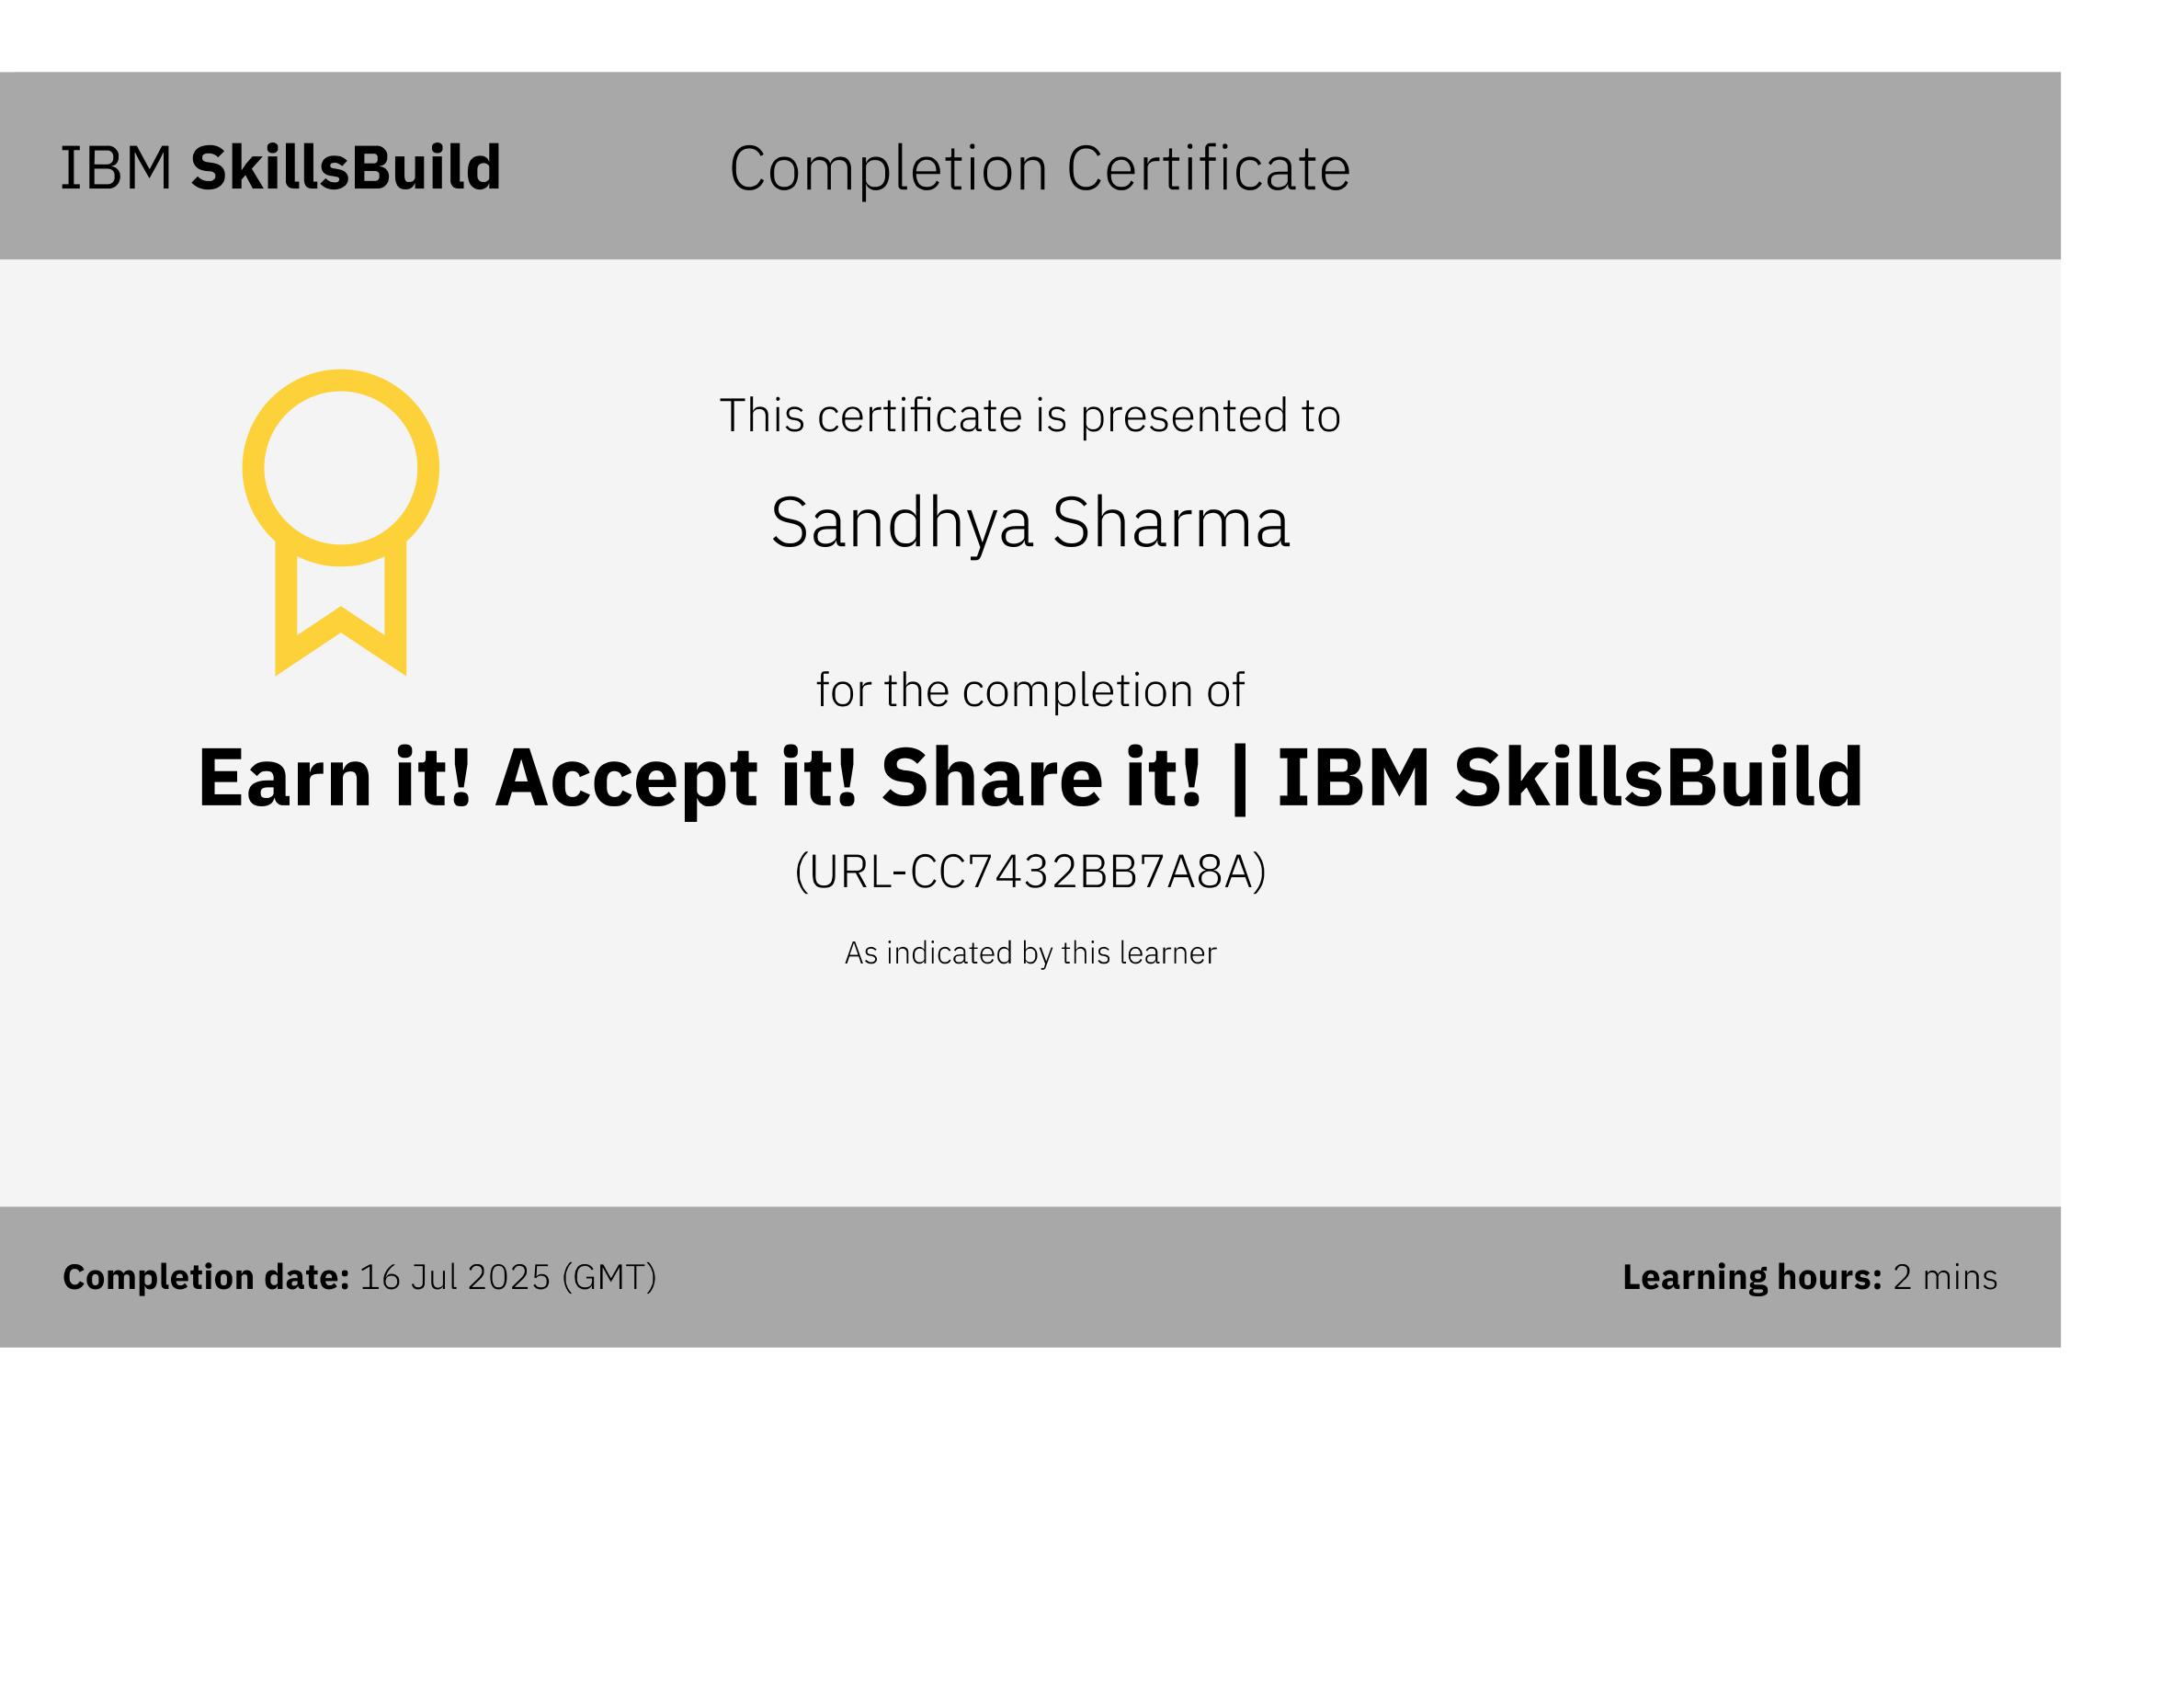 IBM SkillsBuild
Completion Certificate
This certificate is presented to
Sandhya Sharma
for the completion of
Earn it! Accept it! Share it! | IBM SkillsBuild
(URL-CC7432BB7A8A)
As indicated by this learner
Completion date: 16 Jul 2025 (GMT)
Learning hours: 2 mins